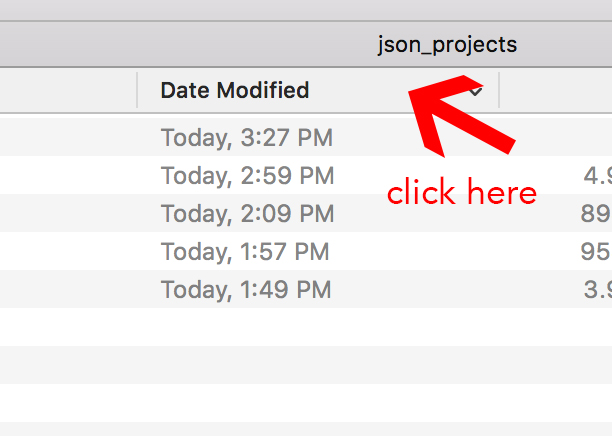 json_projects
Date Modified
Today, 3:27 PM
Today, 2:59 PM 4.9
click here
Today, 2:09 PM 89
Today, 1:57 PM 95
Today, 1:49 PM 3.9